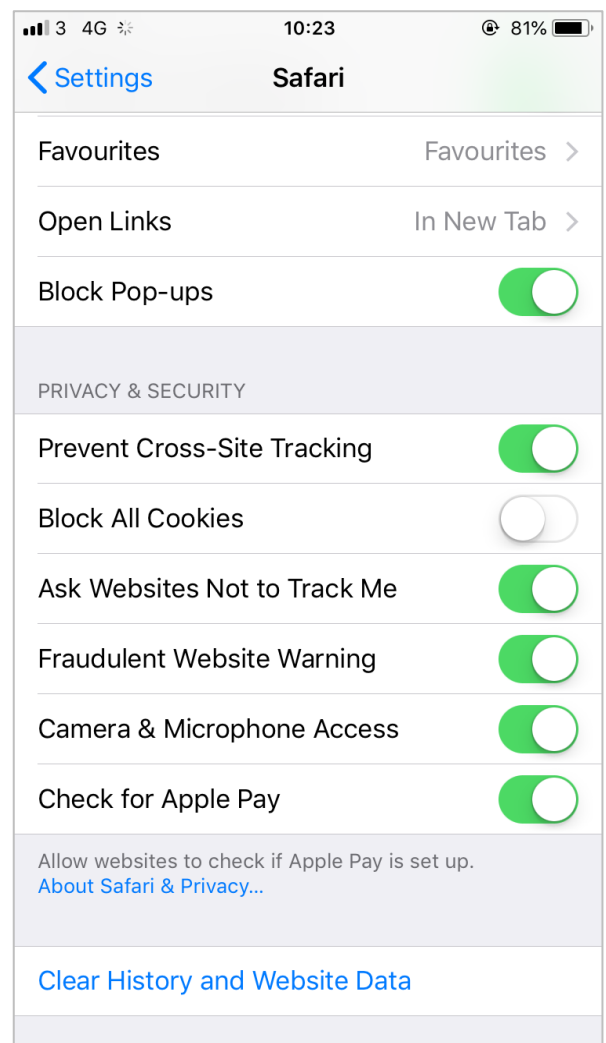 3 4G 10:23 81%
Settings Safari
Favourites Favourites
Open Links In New Tab
Block Pop-ups
PRIVACY & SECURITY
Prevent Cross-Site Tracking
Block All Cookies
Ask Websites Not to Track Me
Fraudulent Website Warning
Camera & Microphone Access
Check for Apple Pay
Allow websites to check if Apple Pay is set up.
About Safari & Privacy...
Clear History and Website Data